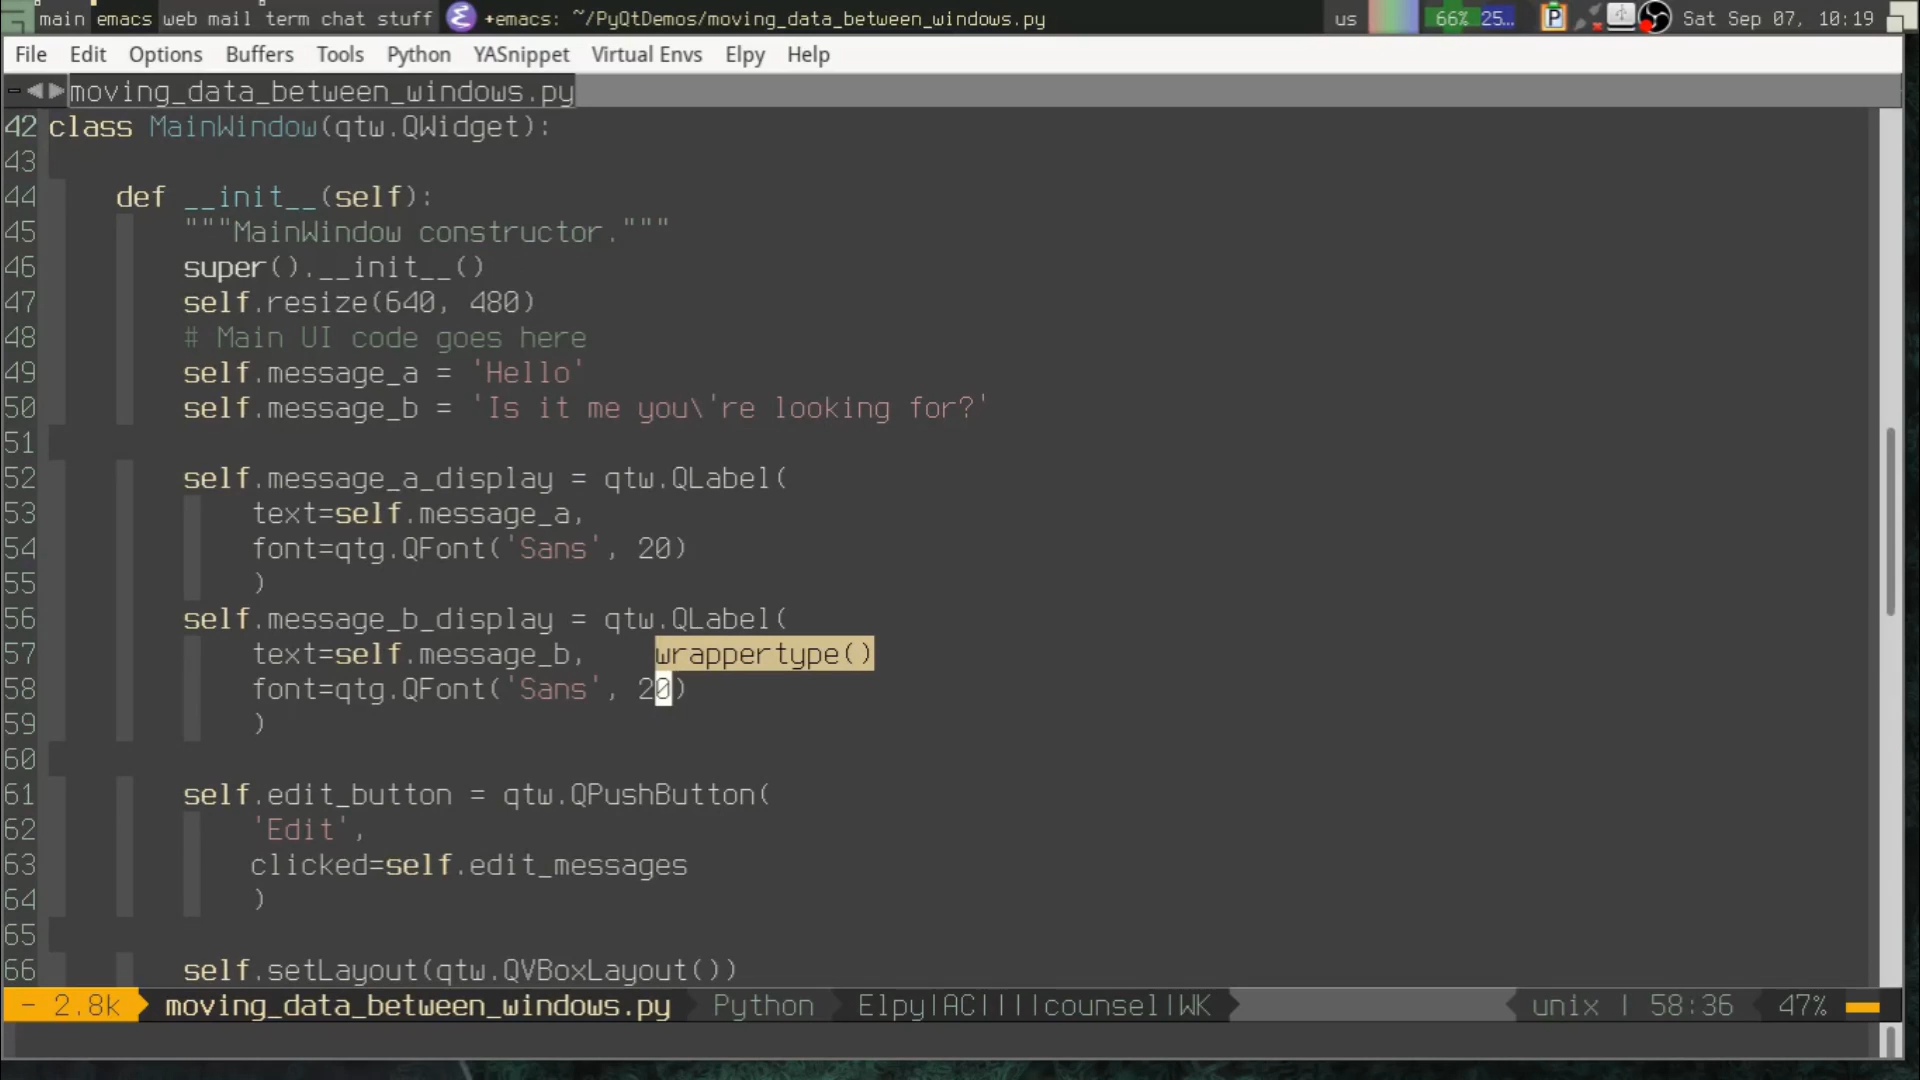 main emacs web mail term chat stuff +emacs: ~/PyQtDemos/moving_data_between_windows.py us 66% 25... P Sat Sep 07, 10:19
File Edit Options Buffers Tools Python YASnippet Virtual Envs Elpy Help
moving_data_between_windows.py
42 class MainWindow(qtw.QWidget):
43
44 def __init__(self):
45 """MainWindow constructor."""
46 super().__init__()
47 self.resize(640, 480)
48 # Main UI code goes here
49 self.message_a = 'Hello'
50 self.message_b = 'Is it me you\'re looking for?'
51
52 self.message_a_display = qtw.QLabel(
53 text=self.message_a,
54 font=qtg.QFont('Sans', 20)
55 )
56 self.message_b_display = qtw.QLabel(
57 text=self.message_b, wrappertype()
58 font=qtg.QFont('Sans', 20)
59 )
60
61 self.edit_button = qtw.QPushButton(
62 'Edit',
63 clicked=self.edit_messages
64 )
65
66 self.setLayout(qtw.QVBoxLayout())
- 2.8k moving_data_between_windows.py Python Elpy|AC||||counsel|WK unix | 58:36 47%